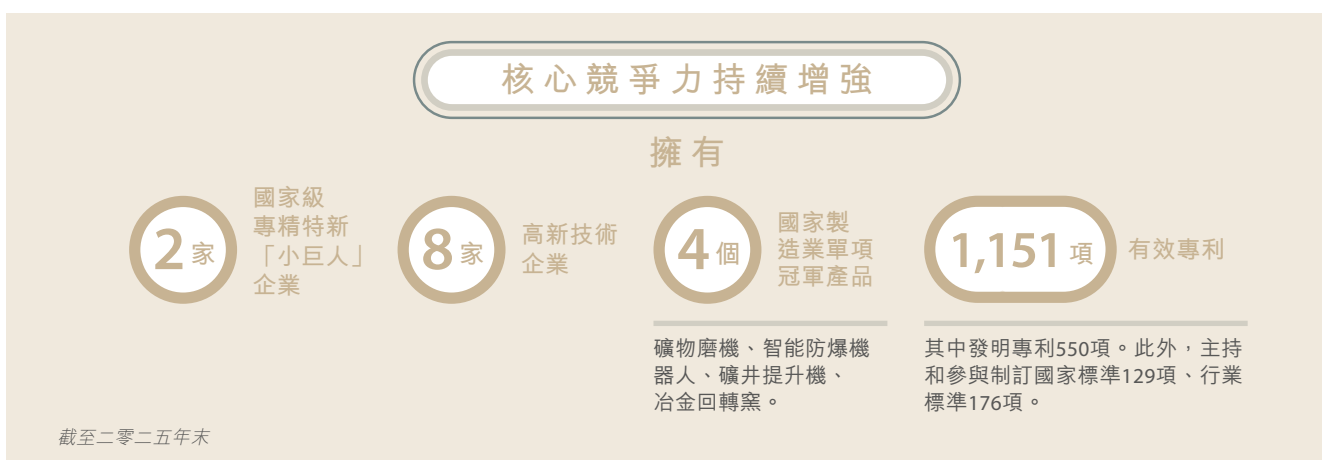 核心競爭力持續增強
擁有
2家
國家級
專精特新
「小巨人」
企業
8家
高新技術
企業
4個
國家製
造業單項
冠軍產品
礦物磨機、智能防爆機
器人、礦井提升機、
冶金回轉窯。
1,151項
有效專利
其中發明專利550項。此外，主持
和參與制訂國家標準129項、行業
標準176項。
截至二零二五年末